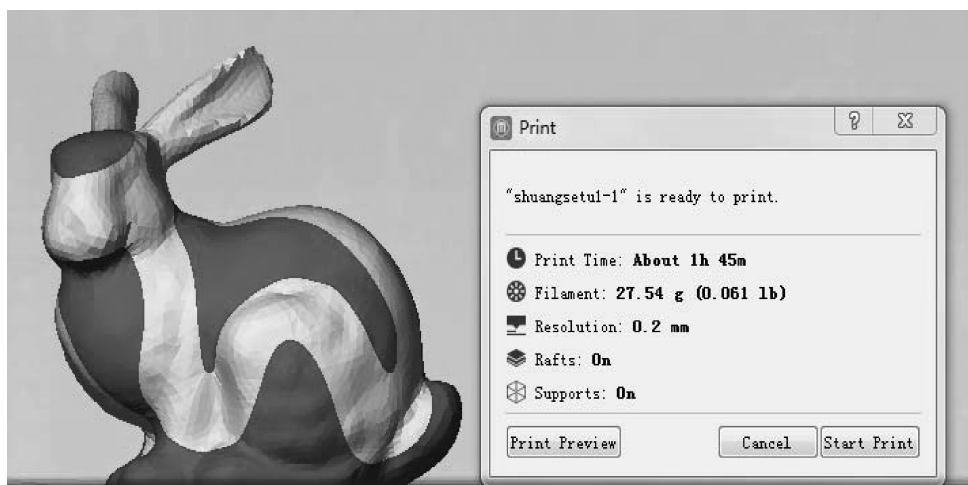 Print
"shuangsetu1-1" is ready to print.
Print Time: About 1h 45m
Filament: 27.54 g (0.061 lb)
Resolution: 0.2 mm
Rafts: On
Supports: On
Print Preview
Cancel
Start Print